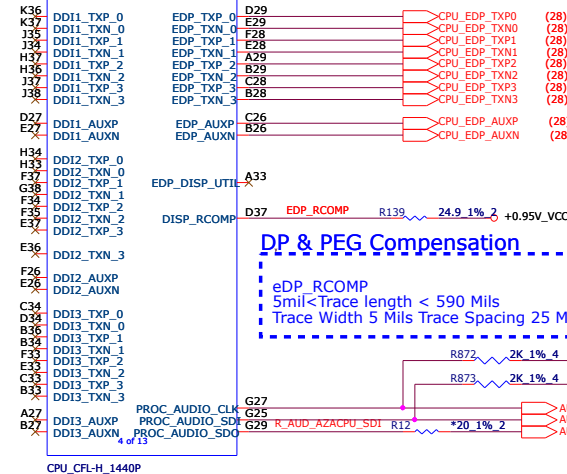 K36 DDI1_TXP_0 EDP_TXP_0 D29 CPU_EDP_TXP0 (28)
K37 DDI1_TXN_0 EDP_TXN_0 E29 CPU_EDP_TXN0 (28)
J35 DDI1_TXP_1 EDP_TXP_1 F28 CPU_EDP_TXP1 (28)
J34 DDI1_TXN_1 EDP_TXN_1 E28 CPU_EDP_TXN1 (28)
H37 DDI1_TXP_2 EDP_TXP_2 A29 CPU_EDP_TXP2 (28)
H36 DDI1_TXN_2 EDP_TXN_2 B29 CPU_EDP_TXN2 (28)
J37 DDI1_TXP_3 EDP_TXP_3 C28 CPU_EDP_TXP3 (28)
J38 DDI1_TXN_3 EDP_TXN_3 B28 CPU_EDP_TXN3 (28)
D27 DDI1_AUXP EDP_AUXP C26 CPU_EDP_AUXP (28
E27 DDI1_AUXN EDP_AUXN B26 CPU_EDP_AUXN (28
H34 DDI2_TXP_0
H33 DDI2_TXN_0
F37 DDI2_TXP_1 EDP_DISP_UTIL A33
G38 DDI2_TXN_1
F34 DDI2_TXP_2
F35 DDI2_TXN_2 DISP_RCOMP D37 EDP_RCOMP R139 24.9_1%_2 +0.95V_VCC
E37 DDI2_TXP_3
E36 DDI2_TXN_3
DP & PEG Compensation
F26 DDI2_AUXP
E26 DDI2_AUXN
eDP_RCOMP
5mil<Trace length < 590 Mils
Trace Width 5 Mils Trace Spacing 25 M
C34 DDI3_TXP_0
D34 DDI3_TXN_0
B36 DDI3_TXP_1
B34 DDI3_TXN_1
F33 DDI3_TXP_2 R872 2K_1%_4
E33 DDI3_TXN_2
C33 DDI3_TXP_3 R873 2K_1%_4
B33 DDI3_TXN_3
PROC_AUDIO_CLK G27 A
A27 DDI3_AUXP PROC_AUDIO_SDI G25 A
B27 DDI3_AUXN PROC_AUDIO_SDO G29 R_AUD_AZACPU_SDI R12 *20_1%_2 A
4 of 13
CPU_CFL-H_1440P